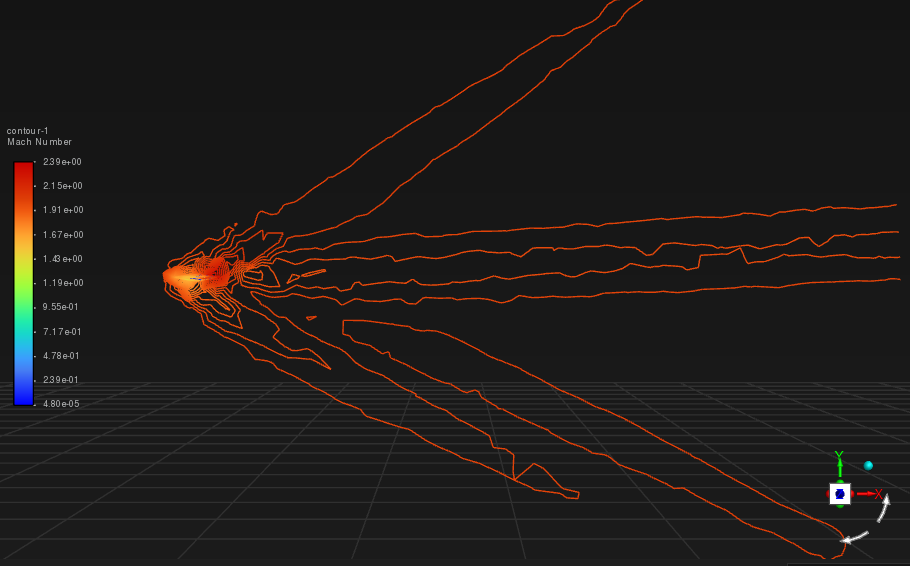 contour-1
Mach Number
2.39e+00
2.15e+00
1.91e+00
1.67e+00
1.43e+00
1.19e+00
9.55e-01
7.17e-01
4.78e-01
2.39e-01
4.80e-05
Y
X